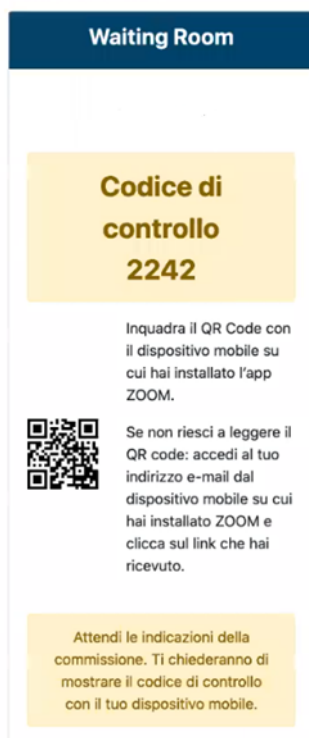 Waiting Room
Codice di
controllo
2242
Inquadra il QR Code con
il dispositivo mobile su
cui hai installato l'app
ZOOM.
Se non riesci a leggere il
QR code: accedi al tuo
indirizzo e-mail dal
dispositivo mobile su cui
hai installato ZOOM e
clicca sul link che hai
ricevuto.
Attendi le indicazioni della
commissione. Ti chiederanno di
mostrare il codice di controllo
con il tuo dispositivo mobile.